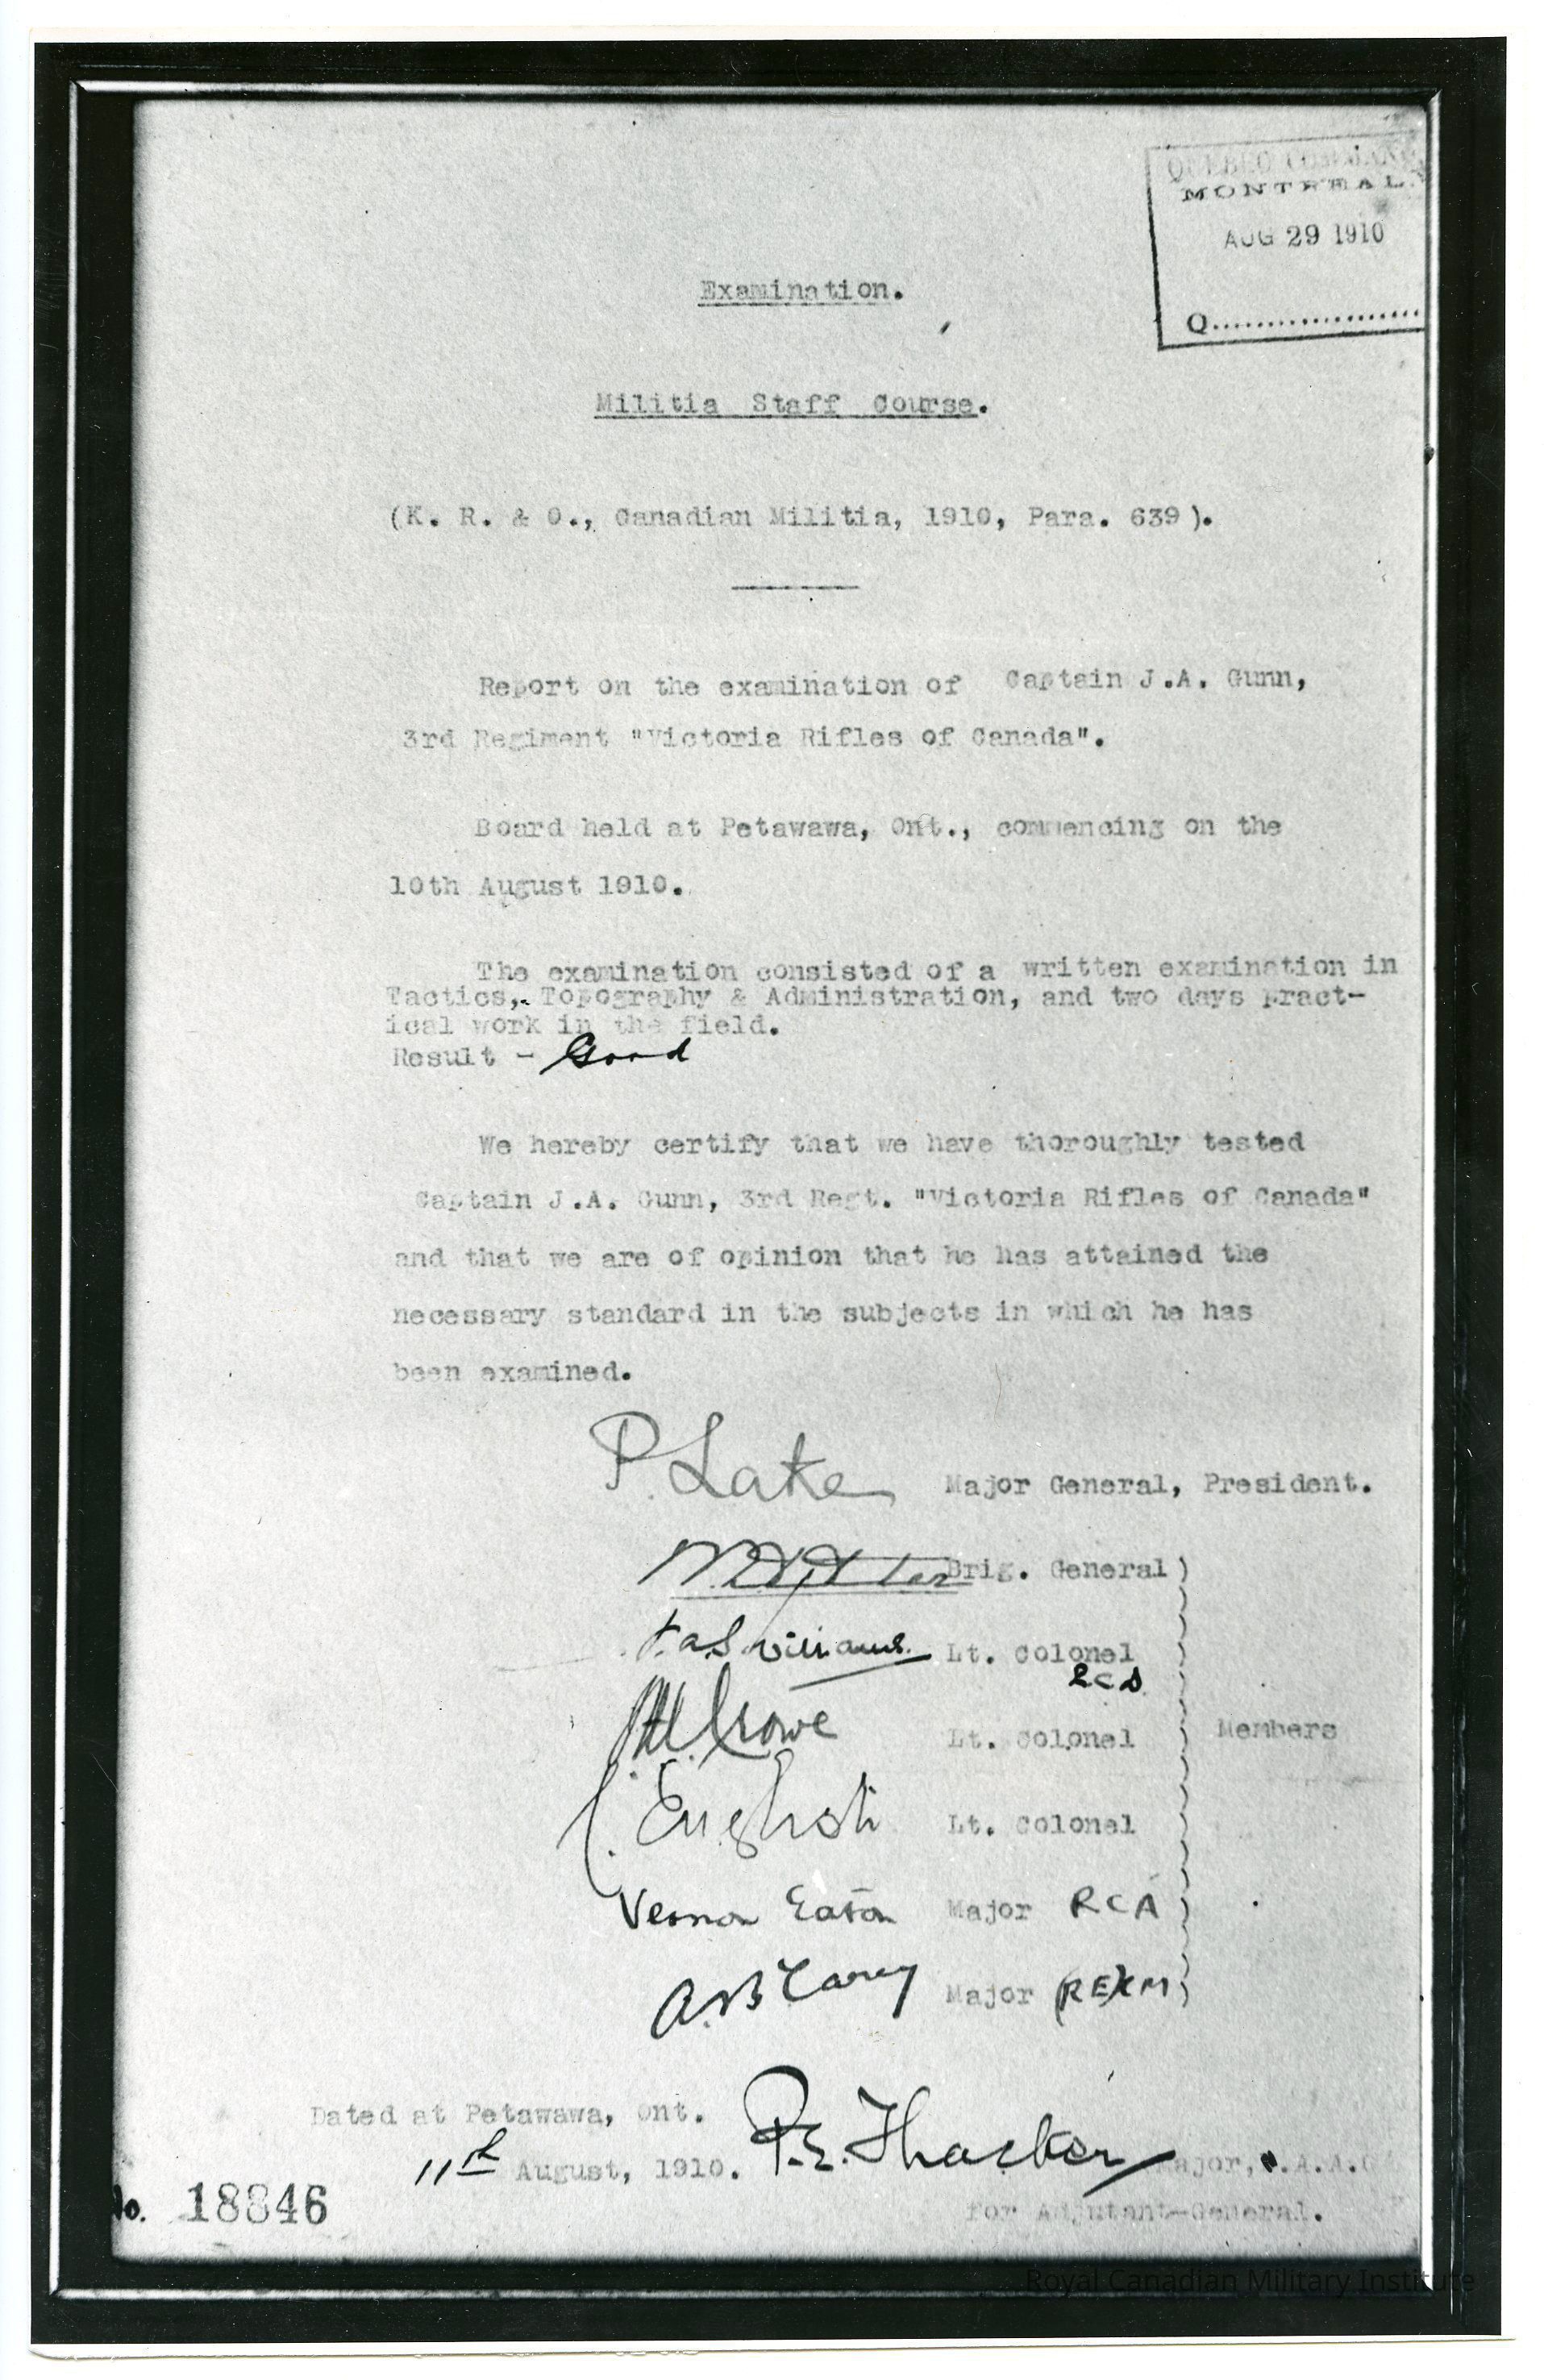 QUEBEC COMMAN
MONTREAL.
AUG 29 1910
Q....................
Examination.
Militia Staff Course.
(K. R. & O., Canadian Militia, 1910, Para. 639).
Report on the examination of Captain J.A. Gunn,
3rd Regiment "Victoria Rifles of Canada".
Board held at Petawawa, Ont., commencing on the
10th August 1910.
The examination consisted of a written examination in
Tactics, Topography & Administration, and two days pract-
ical work in the field.
Result - Good
We hereby certify that we have thoroughly tested
Captain J.A. Gunn, 3rd Regt. "Victoria Rifles of Canada"
and that we are of opinion that he has attained the
necessary standard in the subjects in which he has
been examined.
P. Lake Major General, President.
Brig. General)
Williams. Lt. Colonel
RCD
Crowe Lt. Colonel Members
English Lt. Colonel
Vernon Eaton Major RCA
A.B Carey Major (RE)
Dated at Petawawa, Ont.
11th August, 1910. P.E. Thacker Major, .A.A.G
for Adjutant-General.
No. 18846
Royal Canadian Military Institute